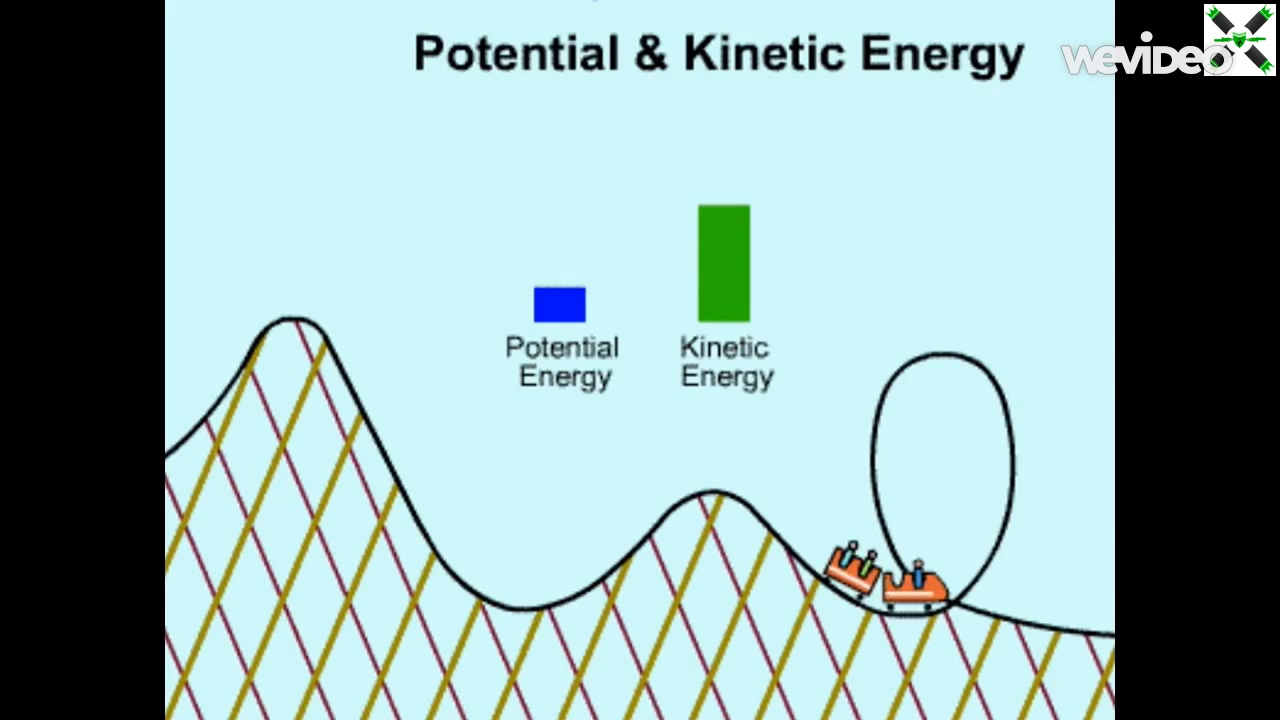 Potential & Kinetic Energy
WEVIDEO
Potential
Energy
Kinetic
Energy